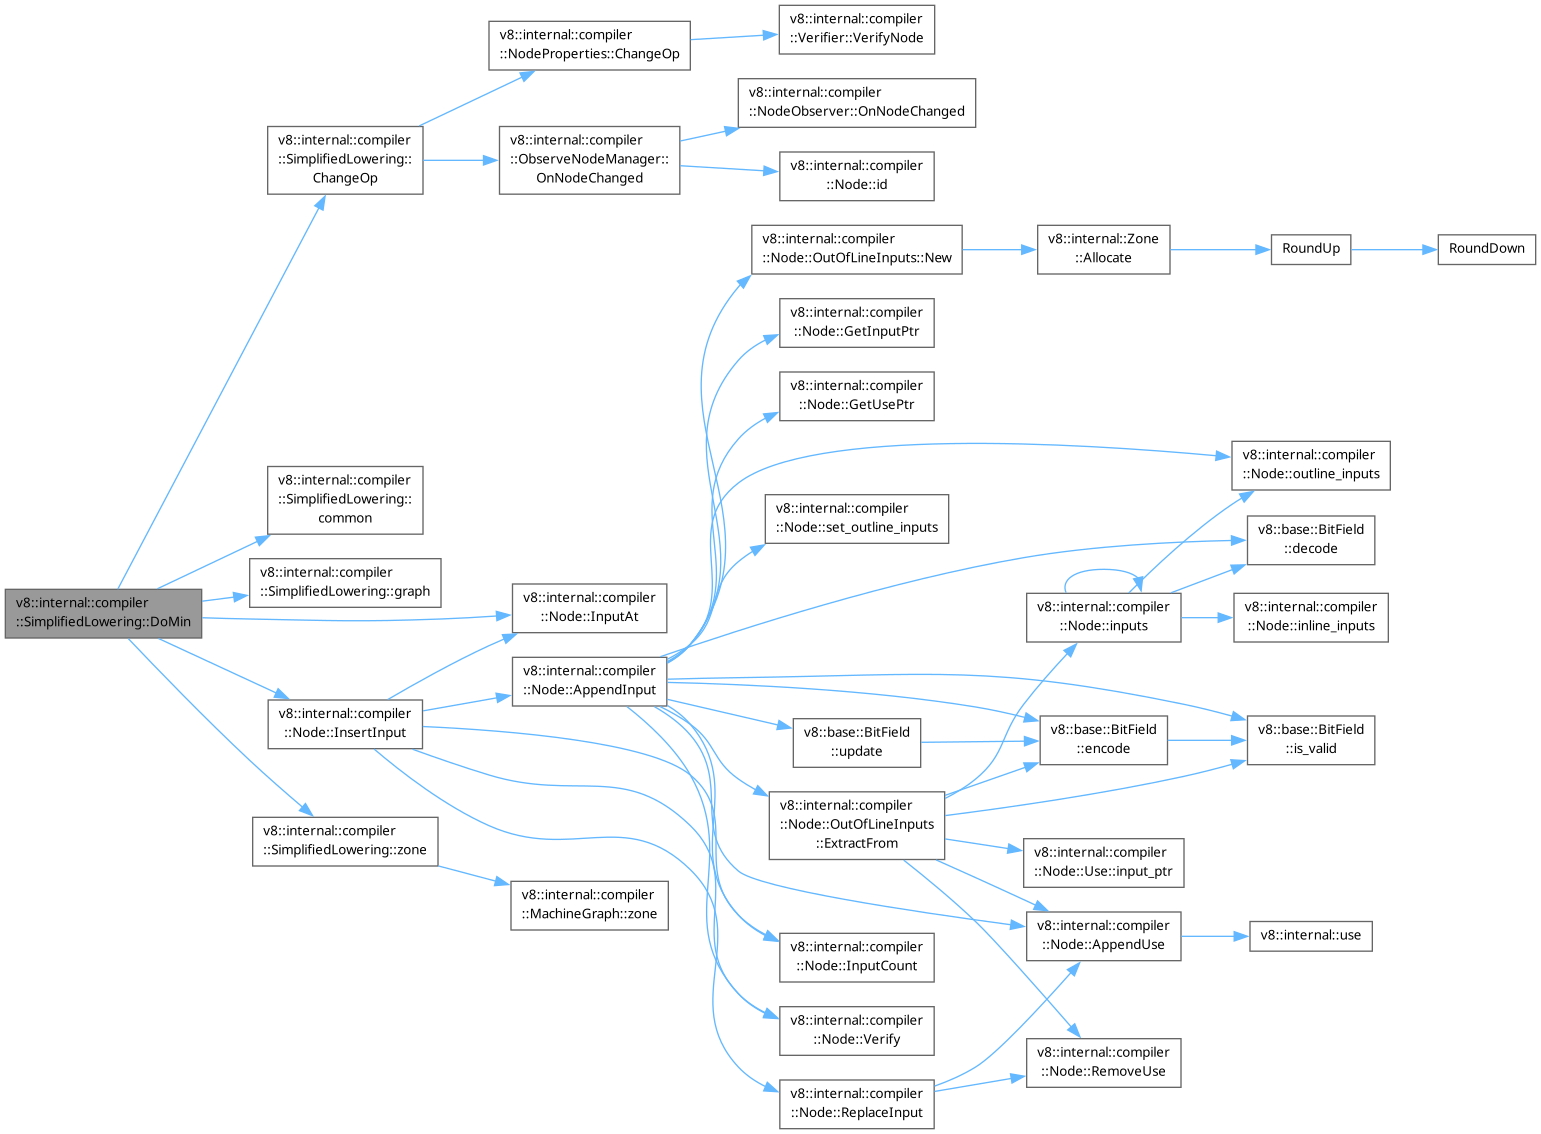 v8::internal::compiler
::SimplifiedLowering::DoMin
v8::internal::compiler
::SimplifiedLowering::
ChangeOp
v8::internal::compiler
::SimplifiedLowering::
common
v8::internal::compiler
::SimplifiedLowering::graph
v8::internal::compiler
::Node::InsertInput
v8::internal::compiler
::SimplifiedLowering::zone
v8::internal::compiler
::NodeProperties::ChangeOp
v8::internal::compiler
::ObserveNodeManager::
OnNodeChanged
v8::internal::compiler
::Node::InputAt
v8::internal::compiler
::Node::AppendInput
v8::internal::compiler
::MachineGraph::zone
v8::internal::compiler
::Verifier::VerifyNode
v8::internal::compiler
::NodeObserver::OnNodeChanged
v8::internal::compiler
::Node::id
v8::internal::compiler
::Node::OutOfLineInputs::New
v8::internal::compiler
::Node::GetInputPtr
v8::internal::compiler
::Node::GetUsePtr
v8::internal::compiler
::Node::set_outline_inputs
v8::base::BitField
::update
v8::internal::compiler
::Node::OutOfLineInputs
::ExtractFrom
v8::internal::compiler
::Node::InputCount
v8::internal::compiler
::Node::Verify
v8::internal::compiler
::Node::ReplaceInput
v8::internal::Zone
::Allocate
v8::internal::compiler
::Node::inputs
v8::base::BitField
::encode
v8::internal::compiler
::Node::Use::input_ptr
v8::internal::compiler
::Node::AppendUse
v8::internal::compiler
::Node::RemoveUse
RoundUp
v8::internal::compiler
::Node::outline_inputs
v8::base::BitField
::decode
v8::internal::compiler
::Node::inline_inputs
v8::base::BitField
::is_valid
v8::internal::use
RoundDown